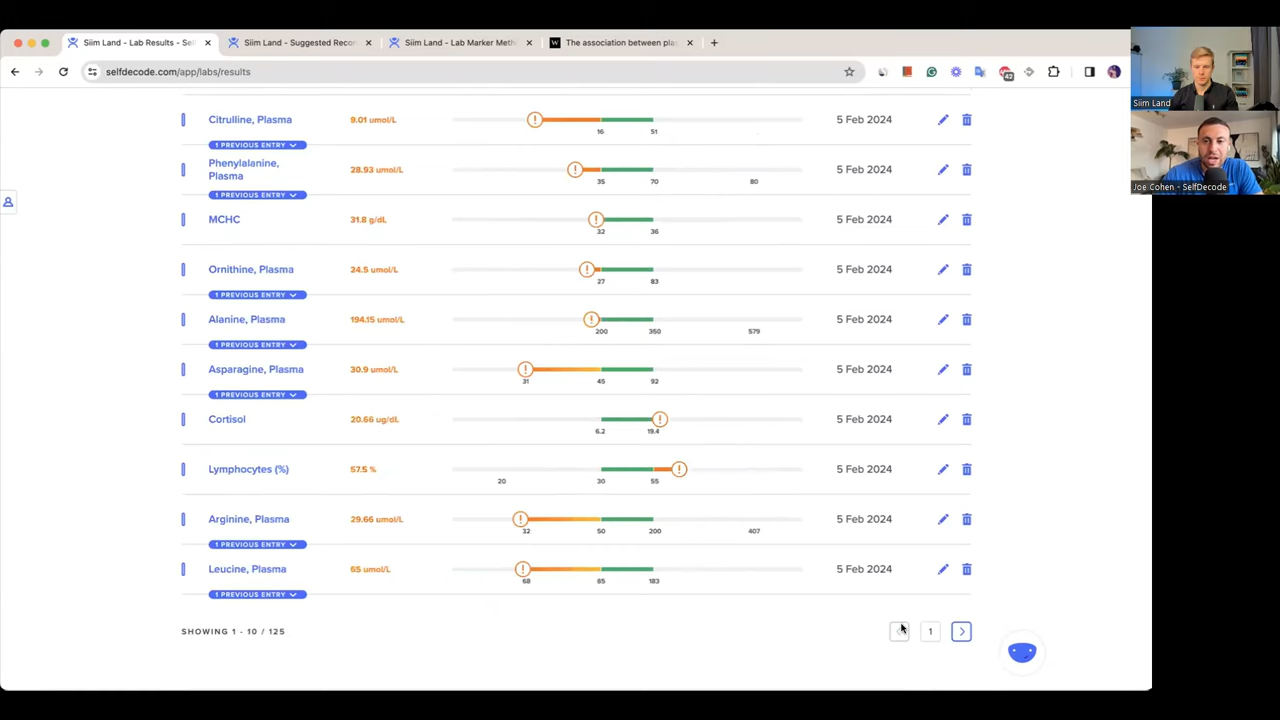 Siim Land - Lab Results - Sel
Siim Land - Suggested Recor
Siim Land - Lab Marker Meth
W The association between plas
selfdecode.com/app/labs/results
42
Siim Land
Joe Cohen - SelfDecode
Citrulline, Plasma 9.01 umol/L 5 Feb 2024
16 51
1 PREVIOUS ENTRY
Phenylalanine, 28.93 umol/L 5 Feb 2024
Plasma
35 70 80
1 PREVIOUS ENTRY
MCHC 31.8 g/dL 5 Feb 2024
32 36
Ornithine, Plasma 24.5 umol/L 5 Feb 2024
27 83
1 PREVIOUS ENTRY
Alanine, Plasma 194.15 umol/L 5 Feb 2024
200 350 579
1 PREVIOUS ENTRY
Asparagine, Plasma 30.9 umol/L 5 Feb 2024
31 45 92
1 PREVIOUS ENTRY
Cortisol 20.66 ug/dL 5 Feb 2024
6.2 19.4
Lymphocytes (%) 57.5 % 5 Feb 2024
20 30 55
Arginine, Plasma 29.66 umol/L 5 Feb 2024
32 50 200 407
1 PREVIOUS ENTRY
Leucine, Plasma 65 umol/L 5 Feb 2024
68 85 183
1 PREVIOUS ENTRY
SHOWING 1 - 10 / 125
1